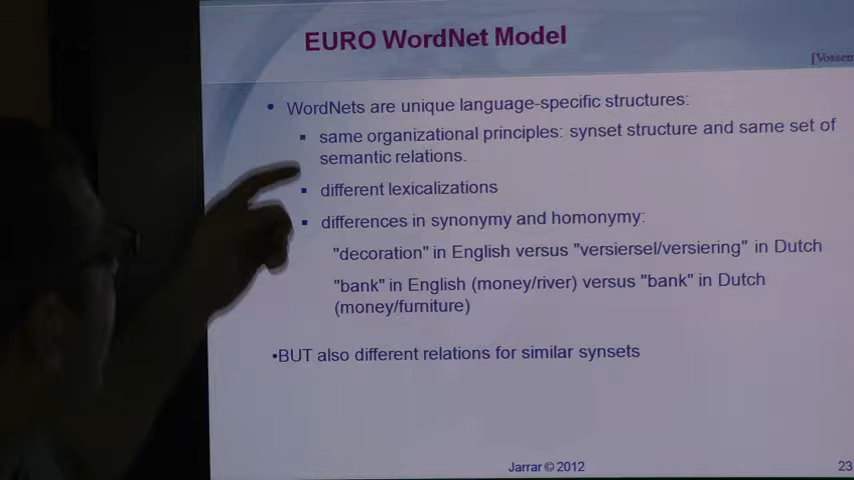 EURO WordNet Model
[Vossen
• WordNets are unique language-specific structures:
▪ same organizational principles: synset structure and same set of
semantic relations.
▪ different lexicalizations
▪ differences in synonymy and homonymy:
"decoration" in English versus "versiersel/versiering" in Dutch
"bank" in English (money/river) versus "bank" in Dutch
(money/furniture)
•BUT also different relations for similar synsets
Jarrar © 2012
23